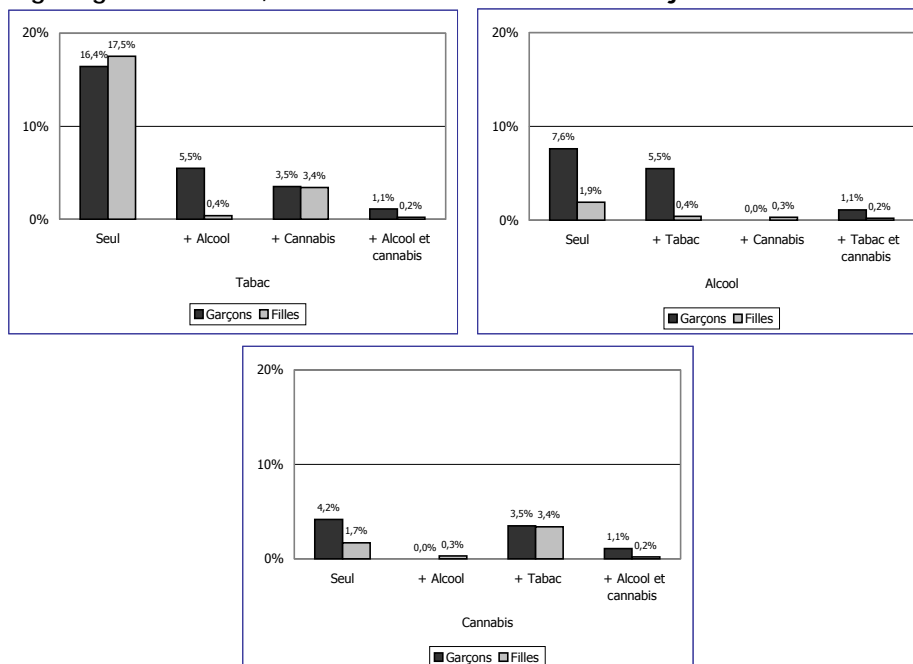 20%
16,4%
17,5%
10%
5,5%
0,4%
3,5%
3,4%
1,1%
0,2%
0%
Seul
+ Alcool
+ Cannabis
+ Alcool et
cannabis
Tabac
Garçons
Filles
20%
10%
7,6%
1,9%
5,5%
0,4%
0,0%
0,3%
1,1%
0,2%
0%
Seul
+ Tabac
+ Cannabis
+ Tabac et
cannabis
Alcool
Garçons
Filles
20%
10%
4,2%
1,7%
0,0%
0,3%
3,5%
3,4%
1,1%
0,2%
0%
Seul
+ Alcool
+ Tabac
+ Alcool et
cannabis
Cannabis
Garçons
Filles